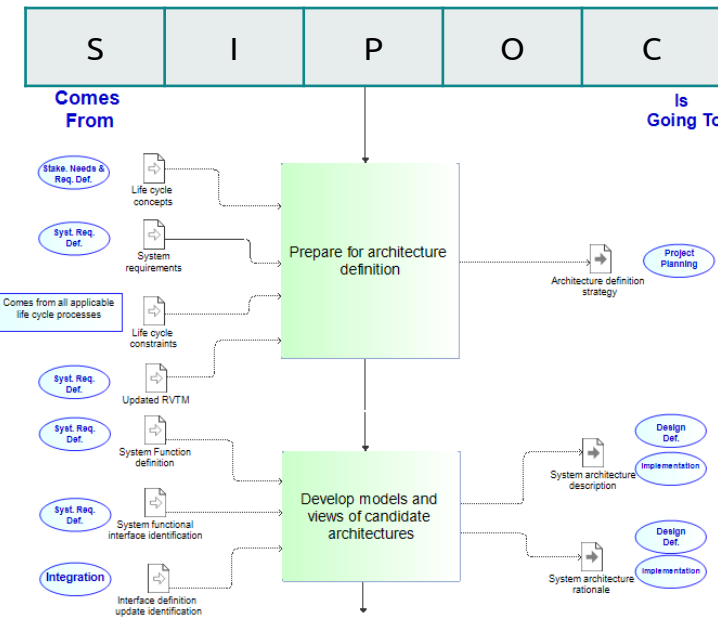 S I P O C
Comes
From
Is
Going To
Stake. Needs &
Req. Def.
Life cycle
concepts
Syst. Req.
Def.
System
requirements
Prepare for architecture
definition
Architecture definition
strategy
Project
Planning
Comes from all applicable
life cycle processes
Life cycle
constraints
Syst. Req.
Def.
Updated RVTM
Syst. Req.
Def.
System Function
definition
Syst. Req.
Def.
System functional
interface identification
Integration
Interface definition
update identification
Develop models and
views of candidate
architectures
System architecture
description
Design
Def.
Implementation
System architecture
rationale
Design
Def.
Implementation